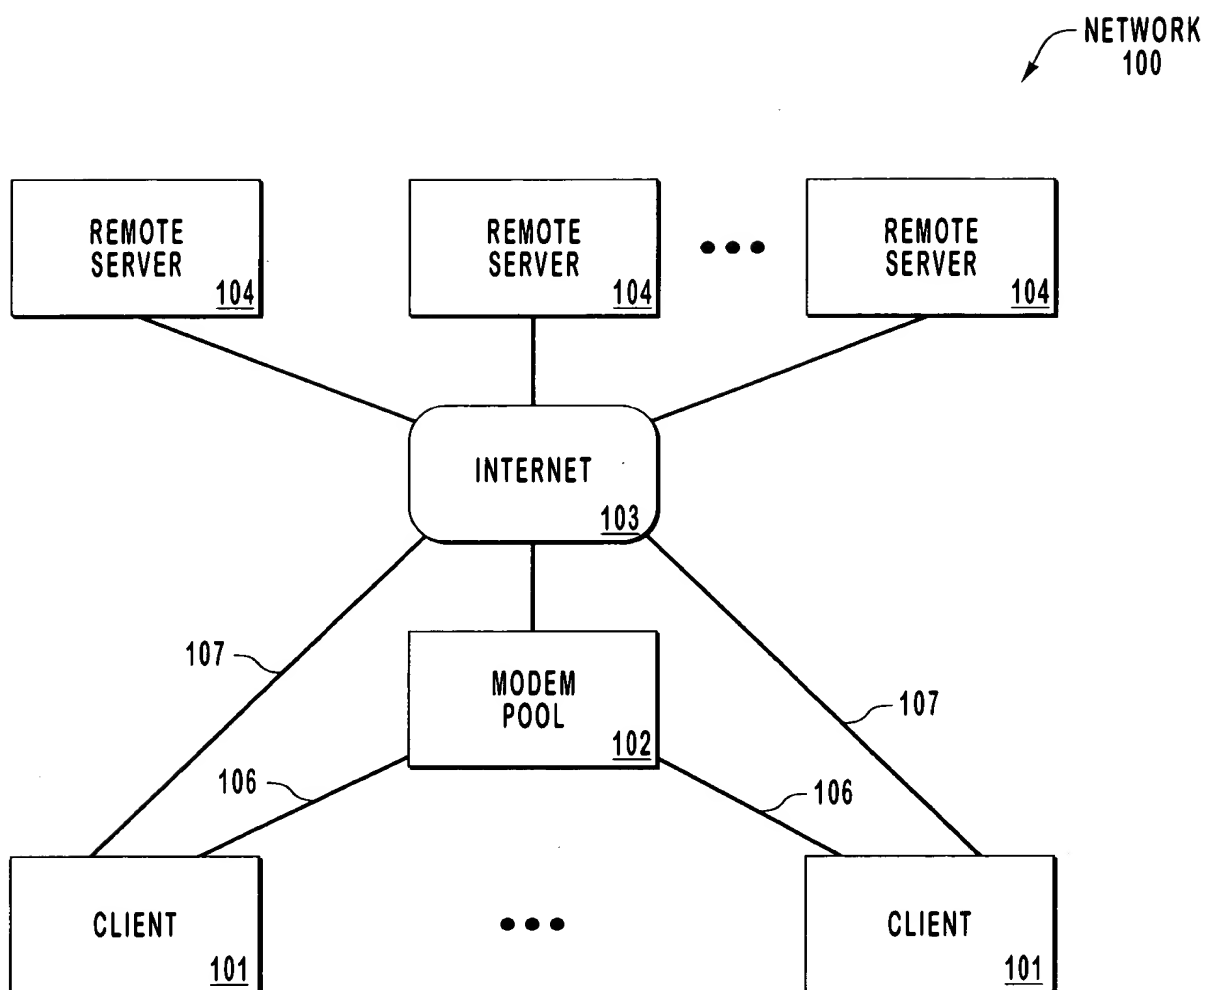 NETWORK
100
REMOTE
SERVER
104
REMOTE
SERVER
104
REMOTE
SERVER
104
INTERNET
103
107
MODEM
POOL
102
107
106
106
CLIENT
101
CLIENT
101